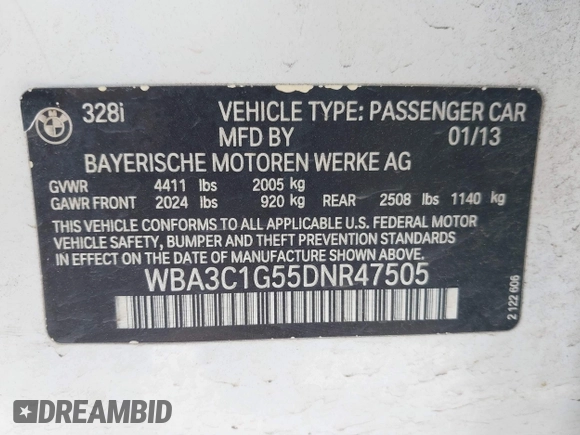 BMW
328i VEHICLE TYPE: PASSENGER CAR
MFD BY 01/13
BAYERISCHE MOTOREN WERKE AG
GVWR 4411 lbs 2005 kg
GAWR FRONT 2024 lbs 920 kg REAR 2508 lbs 1140 kg
THIS VEHICLE CONFORMS TO ALL APPLICABLE U.S. FEDERAL MOTOR
VEHICLE SAFETY, BUMPER AND THEFT PREVENTION STANDARDS
IN EFFECT ON THE DATE OF MANUFACTURE SHOWN ABOVE.
WBA3C1G55DNR47505
2 122 606
DREAMBID